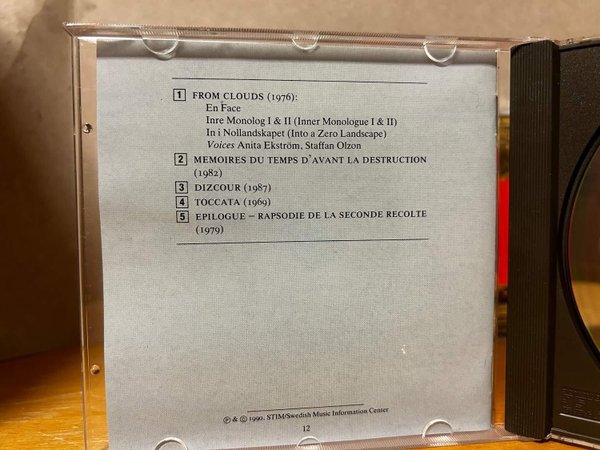 1 FROM CLOUDS (1976):
En Face
Inre Monolog I & II (Inner Monologue I & II)
In i Nollandskapet (Into a Zero Landscape)
Voices Anita Ekström, Staffan Olzon
2 MEMOIRES DU TEMPS D'AVANT LA DESTRUCTION
(1982)
3 DIZCOUR (1987)
4 TOCCATA (1969)
5 EPILOGUE – RAPSODIE DE LA SECONDE RECOLTE
(1979)
℗ & © 1990. STIM/Swedish Music Information Center
12